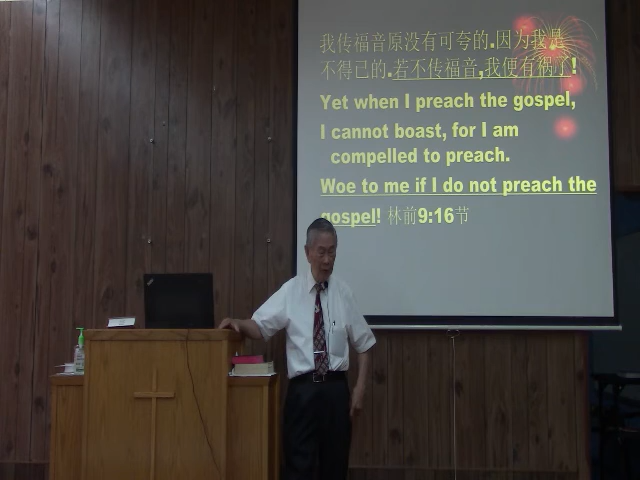 我传福音原没有可夸的.因为我是
不得已的.若不传福音,我便有祸了!
Yet when I preach the gospel,
I cannot boast, for I am
compelled to preach.
Woe to me if I do not preach the
gospel! 林前9:16节